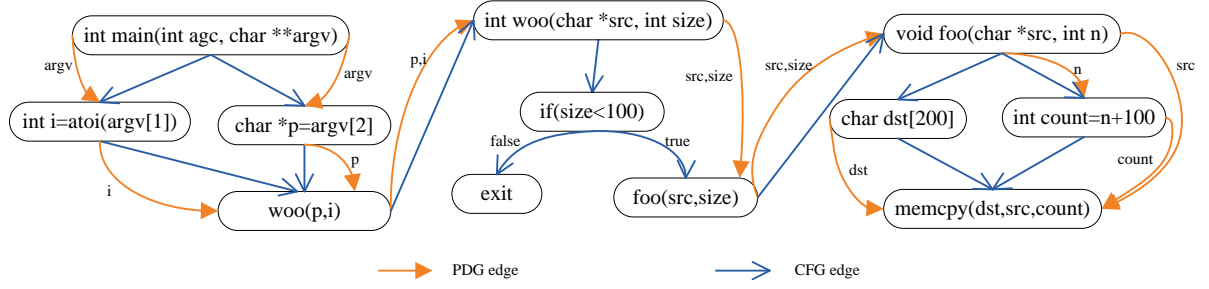 int main(int agc, char **argv)
argv
argv
int i=atoi(argv[1])
char *p=argv[2]
i
p
woo(p,i)
p,i
int woo(char *src, int size)
src,size
if(size<100)
false
true
exit
foo(src,size)
src,size
void foo(char *src, int n)
n
src
char dst[200]
int count=n+100
dst
count
memcpy(dst,src,count)
PDG edge
CFG edge